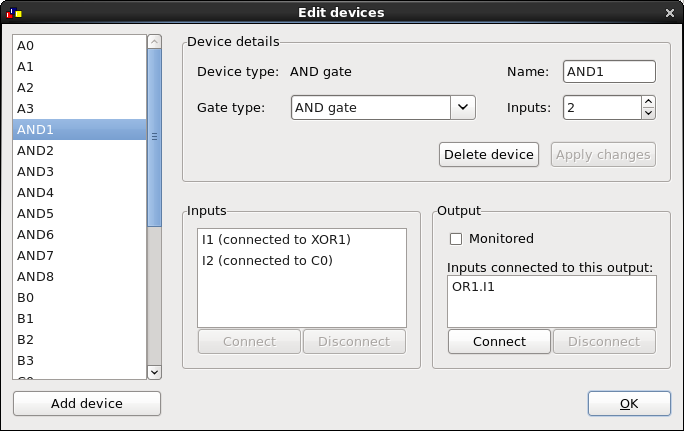 Edit devices
A0
A1
A2
A3
AND1
AND2
AND3
AND4
AND5
AND6
AND7
AND8
B0
B1
B2
B3
C0
Add device
Device details
Device type: AND gate
Name: AND1
Gate type: AND gate
Inputs: 2
Delete device
Apply changes
Inputs
I1 (connected to XOR1)
I2 (connected to C0)
Connect
Disconnect
Output
Monitored
Inputs connected to this output:
OR1.I1
Connect
Disconnect
OK